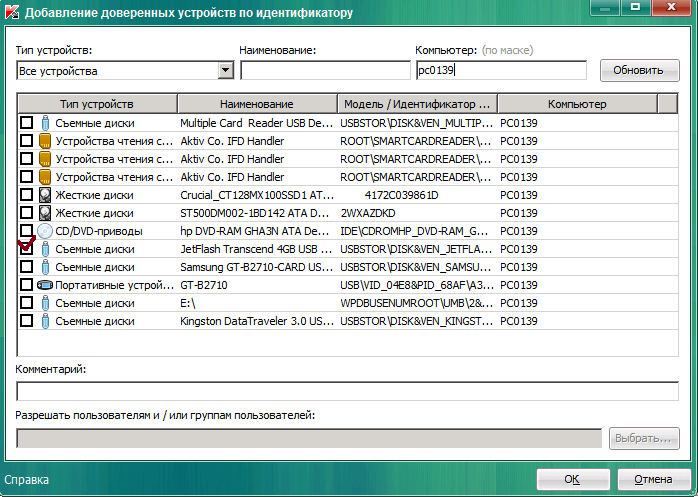 Добавление доверенных устройств по идентификатору
Тип устройств: Наименование: Компьютер: (по маске)
Все устройства pc0139 Обновить
Тип устройств Наименование Модель / Идентификатор ... Компьютер
Съемные диски Multiple Card Reader USB De... USBSTOR\DISK&VEN_MULTIP... PC0139
Устройства чтения с... Aktiv Co. IFD Handler ROOT\SMARTCARDREADER\... PC0139
Устройства чтения с... Aktiv Co. IFD Handler ROOT\SMARTCARDREADER\... PC0139
Устройства чтения с... Aktiv Co. IFD Handler ROOT\SMARTCARDREADER\... PC0139
Жесткие диски Crucial_CT128MX100SSD1 AT... 4172C039861D PC0139
Жесткие диски ST500DM002-1BD142 ATA D... 2WXAZDKD PC0139
CD/DVD-приводы hp DVD-RAM GHA3N ATA De... IDE\CDROMHP_DVD-RAM_G... PC0139
Съемные диски JetFlash Transcend 4GB USB ... USBSTOR\DISK&VEN_JETFLA... PC0139
Съемные диски Samsung GT-B2710-CARD US... USBSTOR\DISK&VEN_SAMSU... PC0139
Портативные устрой... GT-B2710 USB\VID_04E8&PID_68AF\A3... PC0139
Съемные диски E:\ WPDBUSENUMROOT\UMB\2&... PC0139
Съемные диски Kingston DataTraveler 3.0 US... USBSTOR\DISK&VEN_KINGST... PC0139
Комментарий:
Разрешать пользователям и / или группам пользователей:
Выбрать...
Справка OK Отмена